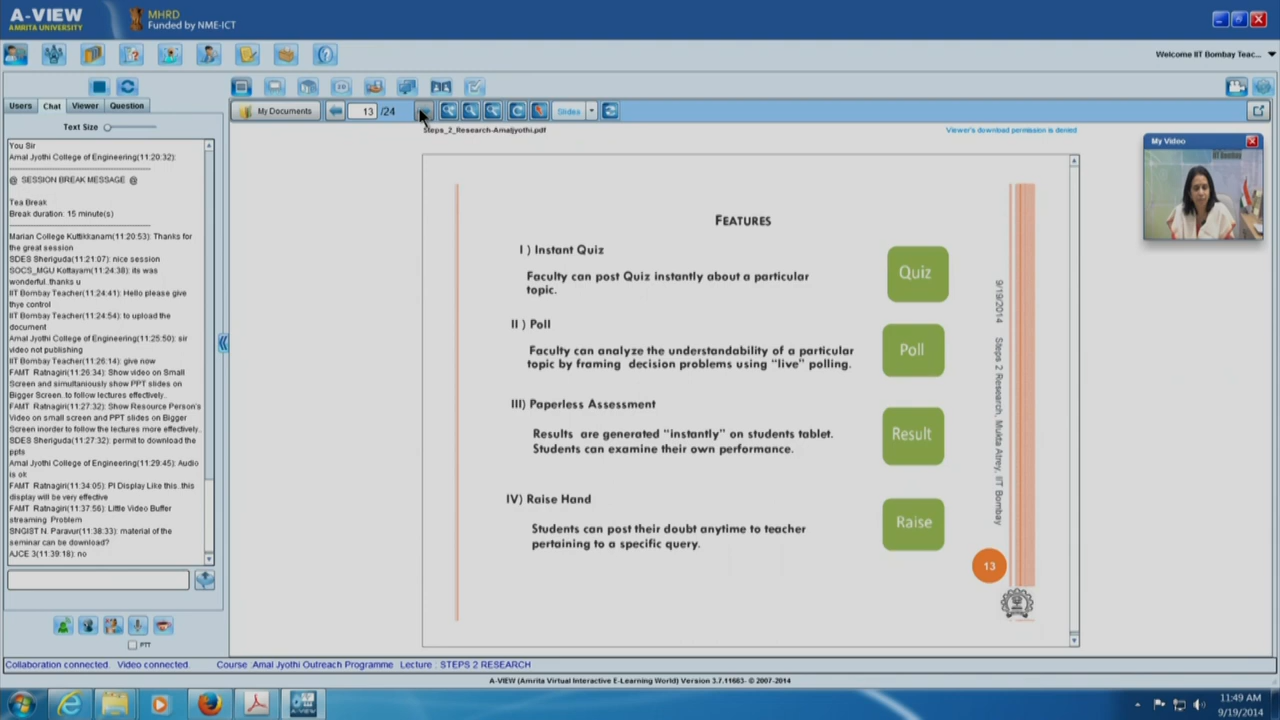 A-VIEW
AMRITA UNIVERSITY
MHRD
Funded by NME-ICT
Welcome IIT Bombay Teac...
Users
Chat
Viewer
Question
My Documents
13
/24
Slides
Text Size
Steps_2_Research-Amaljyothi.pdf
Viewer's download permission is denied
You Sir
Amal Jyothi College of Engineering(11:20:32):
@ SESSION BREAK MESSAGE @
Tea Break
Break duration: 15 minute(s)
Marian College Kuttikkanam(11:20:53): Thanks for
the great session
SDES Sheriguda(11:21:07): nice session
SOCS_MGU Kottayam(11:24:38): its was
wonderful..thanks u
IIT Bombay Teacher(11:24:41): Hello please give
thye control
IIT Bombay Teacher(11:24:54): to upload the
document
Amal Jyothi College of Engineering(11:25:50): sir
video not publishing
IIT Bombay Teacher(11:26:14): give now
FAMT Ratnagiri(11:26:34): Show video on Small
Screen and simultaniously show PPT slides on
Bigger Screen. to follow lectures effectively.
FAMT Ratnagiri(11:27:32): Show Resource Person's
Video on small screen and PPT slides on Bigger
Screen inorder to follow the lectures more effectively.
SDES Sheriguda(11:27:32): permit to download the
ppts
Amal Jyothi College of Engineering(11:29:45): Audio
is ok
FAMT Ratnagiri(11:34:05): Pl Display Like this..this
display will be very effective
FAMT Ratnagiri(11:37:56): Little Video Buffer
streaming Problem
SNGIST N. Paravur(11:38:33): material of the
seminar can be download?
AJCE 3(11:39:18): no
PTT
FEATURES
I ) Instant Quiz
Faculty can post Quiz instantly about a particular
topic.
Quiz
II ) Poll
Faculty can analyze the understandability of a particular
topic by framing decision problems using “live” polling.
Poll
III) Paperless Assessment
Results are generated “instantly” on students tablet.
Students can examine their own performance.
Result
IV) Raise Hand
Students can post their doubt anytime to teacher
pertaining to a specific query.
Raise
9/19/2014 Steps 2 Research, Mukta Atrey, IIT Bombay
13
My Video
IIT Bombay
Collaboration connected. Video connected. Course : Amal Jyothi Outreach Programme Lecture : STEPS 2 RESEARCH
A-VIEW (Amrita Virtual Interactive E-Learning World) Version 3.7.11663- © 2007-2014
A-VIEW
11:49 AM
9/19/2014